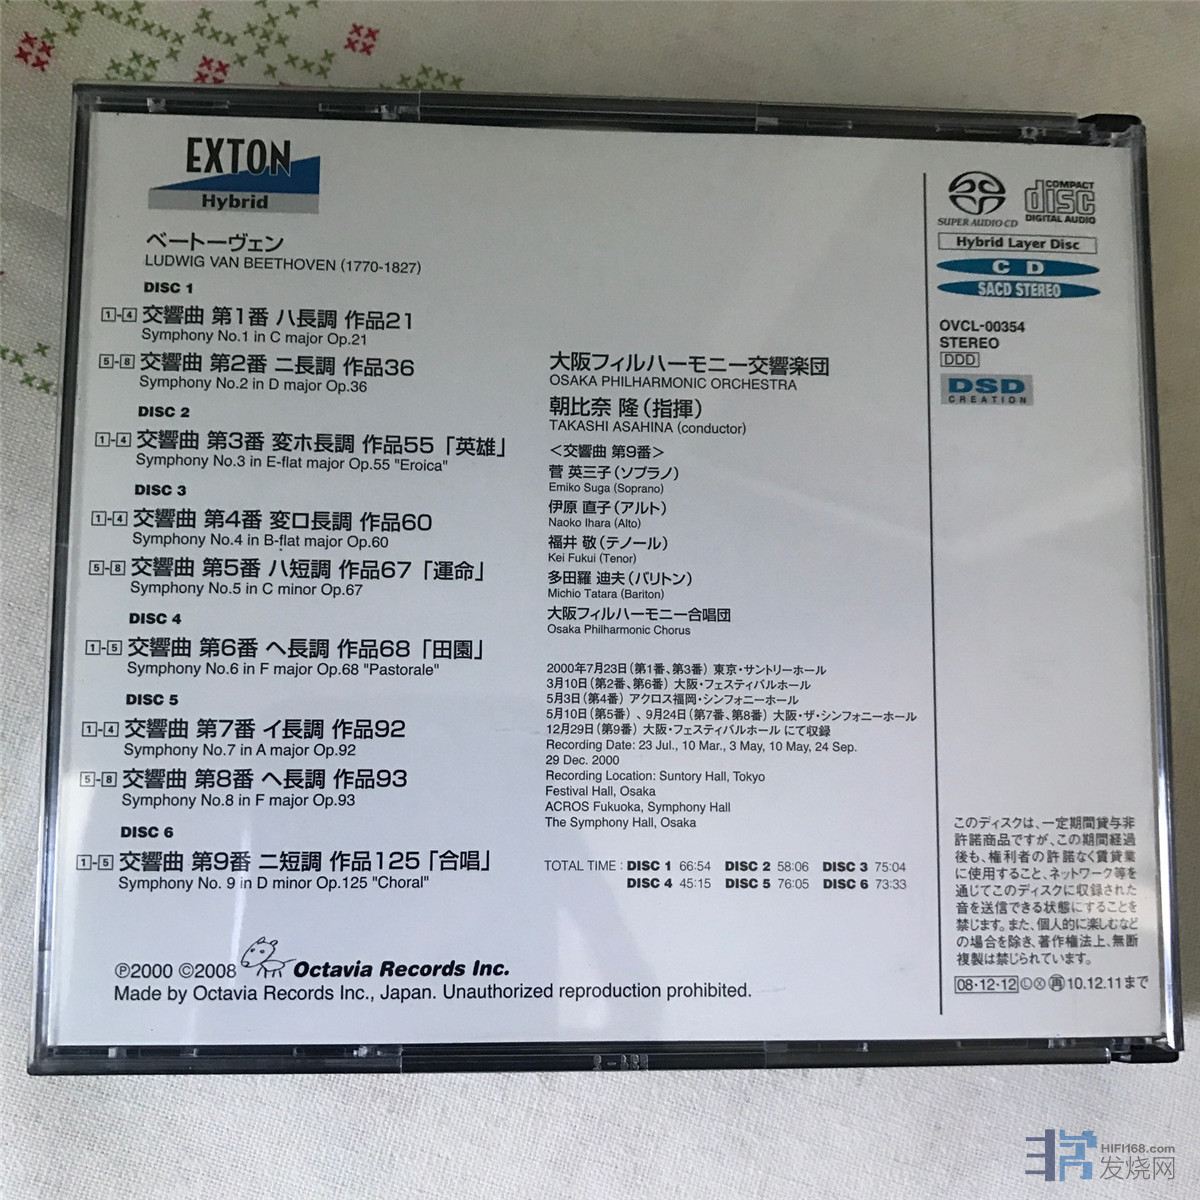 EXTON
Hybrid
ベートーヴェン
LUDWIG VAN BEETHOVEN (1770-1827)
DISC 1
1-4 交響曲 第1番 ハ長調 作品21
Symphony No.1 in C major Op.21
5-8 交響曲 第2番 ニ長調 作品36
Symphony No.2 in D major Op.36
DISC 2
1-4 交響曲 第3番 変ホ長調 作品55「英雄」
Symphony No.3 in E-flat major Op.55 "Eroica"
DISC 3
1-4 交響曲 第4番 変ロ長調 作品60
Symphony No.4 in B-flat major Op.60
5-8 交響曲 第5番 ハ短調 作品67「運命」
Symphony No.5 in C minor Op.67
DISC 4
1-5 交響曲 第6番 ヘ長調 作品68「田園」
Symphony No.6 in F major Op.68 "Pastorale"
DISC 5
1-4 交響曲 第7番 イ長調 作品92
Symphony No.7 in A major Op.92
5-8 交響曲 第8番 ヘ長調 作品93
Symphony No.8 in F major Op.93
DISC 6
1-5 交響曲 第9番 ニ短調 作品125「合唱」
Symphony No. 9 in D minor Op.125 "Choral"
大阪フィルハーモニー交響楽団
OSAKA PHILHARMONIC ORCHESTRA
朝比奈 隆(指揮)
TAKASHI ASAHINA (conductor)
＜交響曲 第9番＞
菅 英三子(ソプラノ)
Emiko Suga (Soprano)
伊原 直子(アルト)
Naoko Ihara (Alto)
福井 敬(テノール)
Kei Fukui (Tenor)
多田羅 迪夫(バリトン)
Michio Tatara (Bariton)
大阪フィルハーモニー合唱団
Osaka Philharmonic Chorus
2000年7月23日(第1番、第3番) 東京・サントリーホール
3月10日(第2番、第6番) 大阪・フェスティバルホール
5月3日(第4番) アクロス福岡・シンフォニーホール
5月10日(第5番)、9月24日(第7番、第8番) 大阪・ザ・シンフォニーホール
12月29日(第9番) 大阪・フェスティバルホール にて収録
Recording Date: 23 Jul., 10 Mar., 3 May, 10 May, 24 Sep.
29 Dec. 2000
Recording Location: Suntory Hall, Tokyo
Festival Hall, Osaka
ACROS Fukuoka, Symphony Hall
The Symphony Hall, Osaka
TOTAL TIME : DISC 1 66:54 DISC 2 58:06 DISC 3 75:04
DISC 4 45:15 DISC 5 76:05 DISC 6 73:33
℗2000 ©2008 Octavia Records Inc.
Made by Octavia Records Inc., Japan. Unauthorized reproduction prohibited.
SUPER AUDIO CD
COMPACT
disc
DIGITAL AUDIO
Hybrid Layer Disc
CD
SACD STEREO
OVCL-00354
STEREO
DDD
DSD
CREATION
このディスクは、一定期間貸与非
許諾商品ですが、この期間経過
後も、権利者の許諾なく賃貸業
に使用すること、ネットワーク等を
通じてこのディスクに収録された
音を送信できる状態にすることを
禁じます。また、個人的に楽しむなど
の場合を除き、著作権法上、無断
複製は禁じられています。
08・12・12 Ⓛⓧ 再 10.12.11まで
HIFI168.com
发烧网